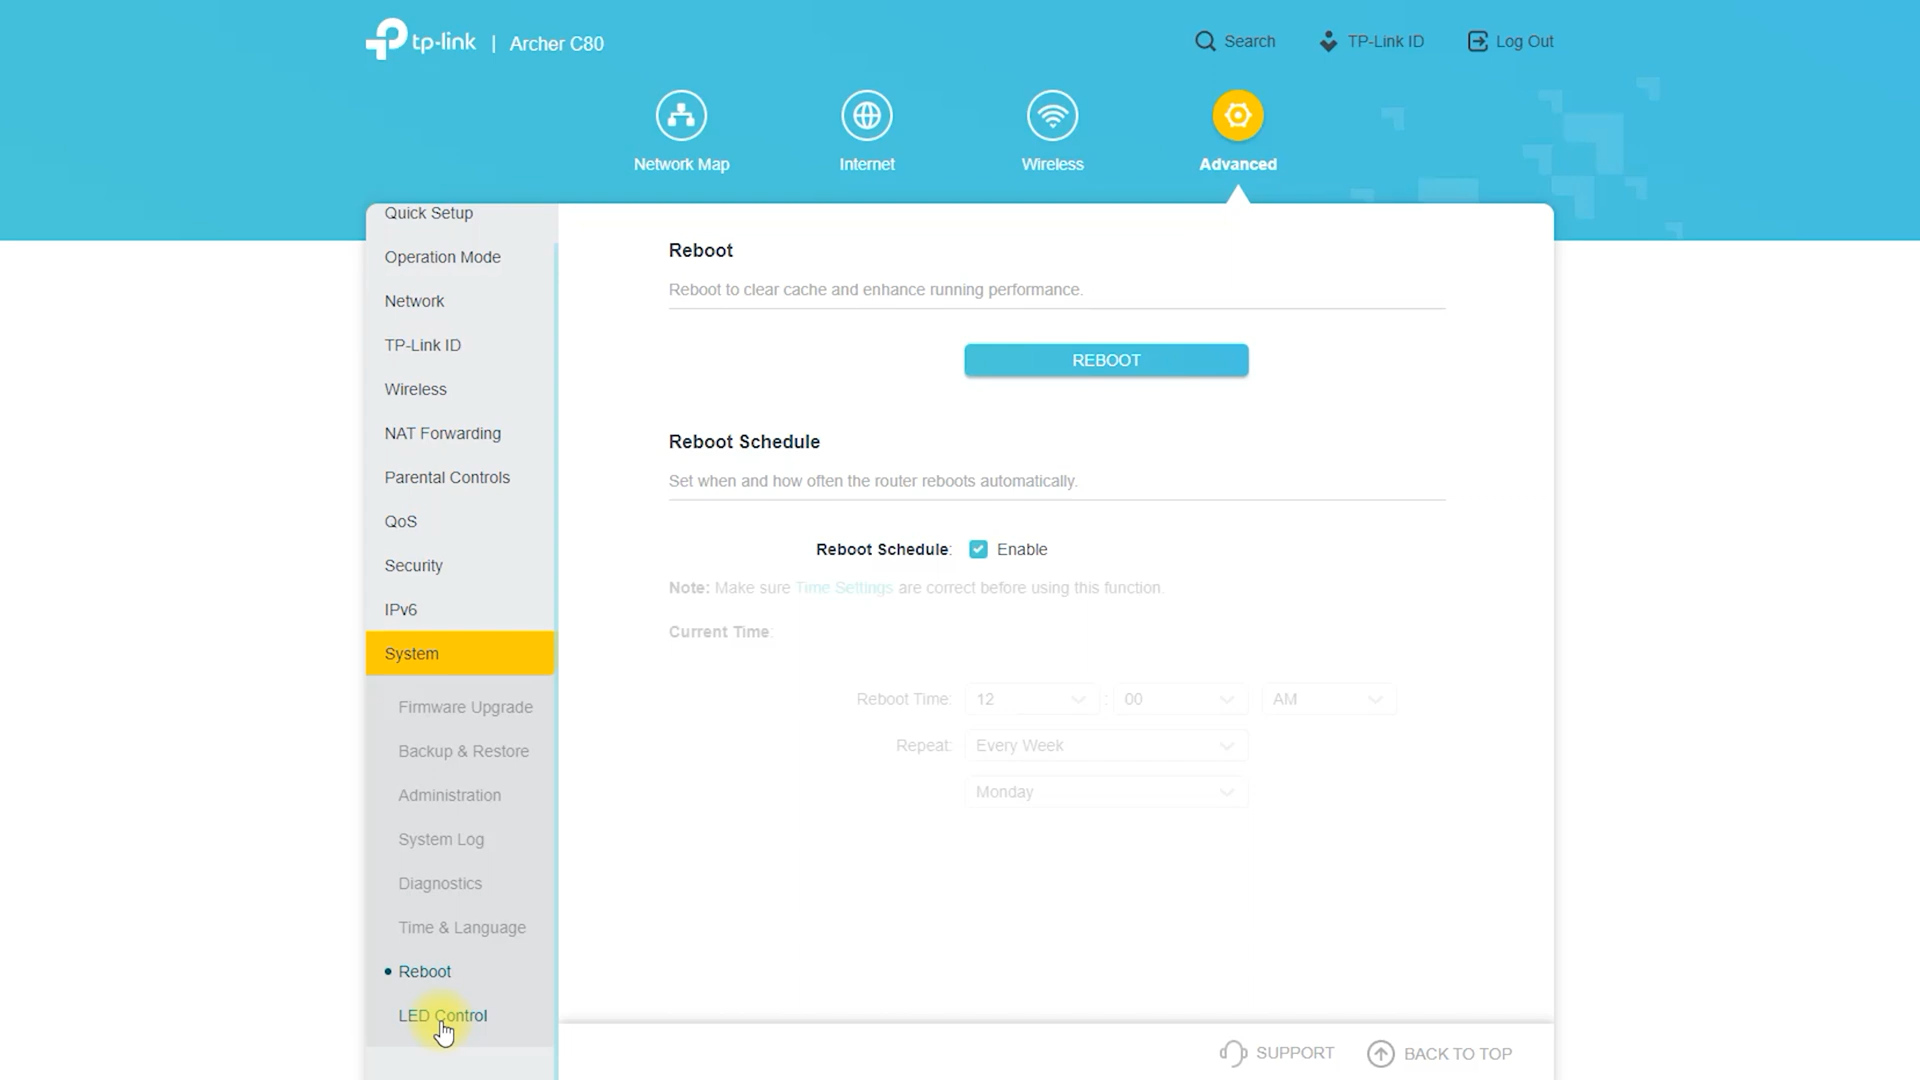 tp-link | Archer C80
Search
TP-Link ID
Log Out
Network Map
Internet
Wireless
Advanced
Quick Setup
Operation Mode
Network
TP-Link ID
Wireless
NAT Forwarding
Parental Controls
QoS
Security
IPv6
System
Firmware Upgrade
Backup & Restore
Administration
System Log
Diagnostics
Time & Language
Reboot
LED Control
Reboot
Reboot to clear cache and enhance running performance.
REBOOT
Reboot Schedule
Set when and how often the router reboots automatically.
Reboot Schedule: Enable
Note: Make sure Time Settings are correct before using this function.
Current Time:
Reboot Time: 12 : 00 AM
Repeat: Every Week
Monday
SUPPORT
BACK TO TOP